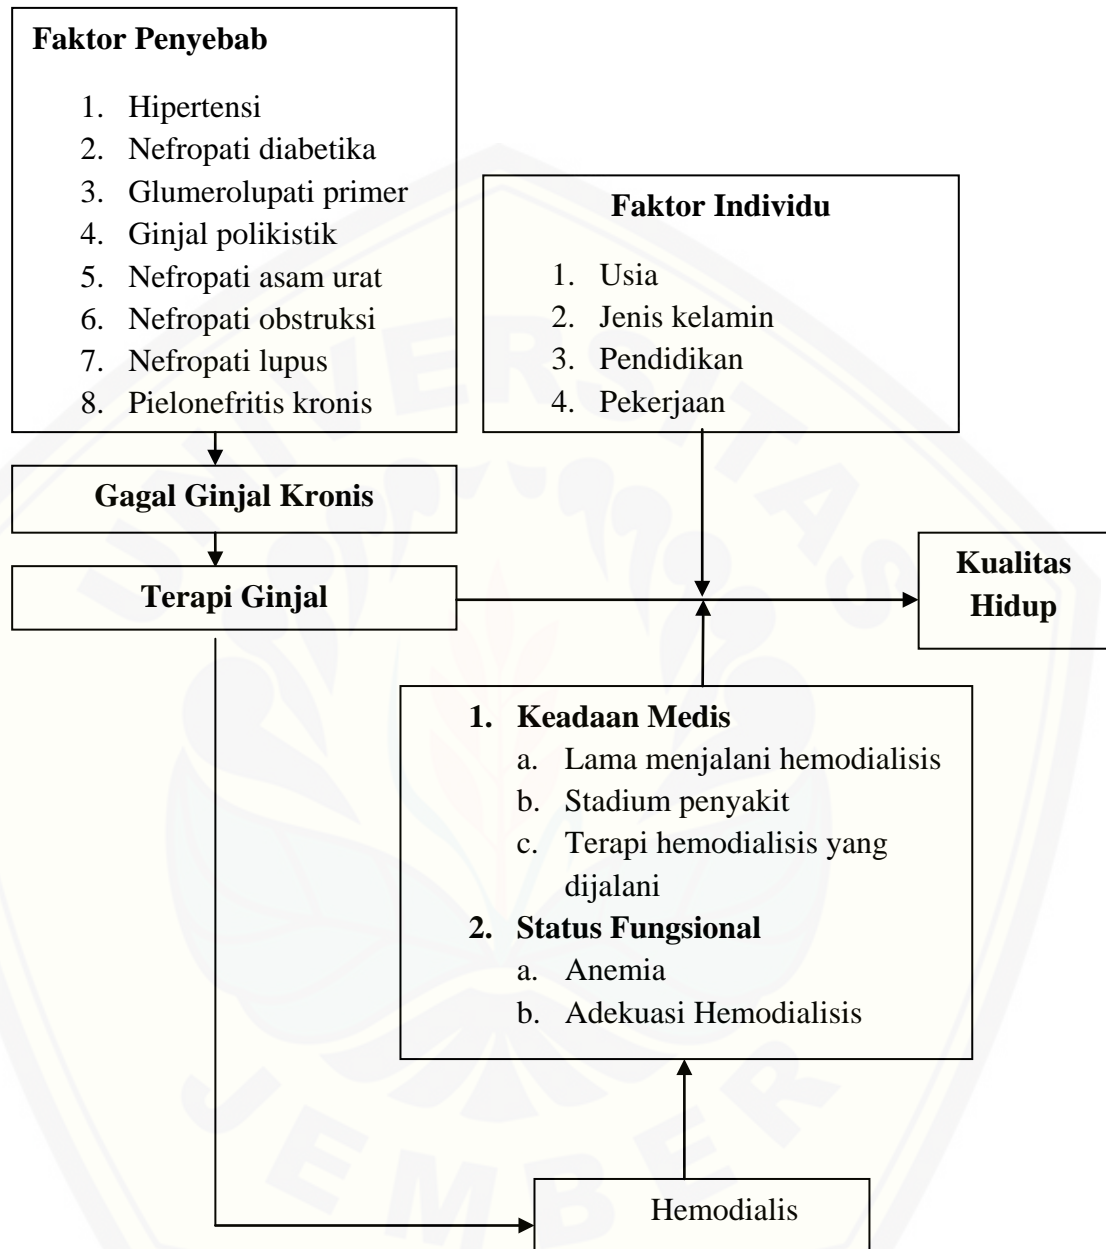 Faktor Penyebab
1. Hipertensi
2. Nefropati diabetika
3. Glumerolupati primer
4. Ginjal polikistik
5. Nefropati asam urat
6. Nefropati obstruksi
7. Nefropati lupus
8. Pielonefritis kronis
Faktor Individu
1. Usia
2. Jenis kelamin
3. Pendidikan
4. Pekerjaan
Gagal Ginjal Kronis
Terapi Ginjal
Kualitas
Hidup
1. Keadaan Medis
a. Lama menjalani hemodialisis
b. Stadium penyakit
c. Terapi hemodialisis yang
dijalani
2. Status Fungsional
a. Anemia
b. Adekuasi Hemodialisis
Hemodialis
UNIVERSITAS
JEMBER